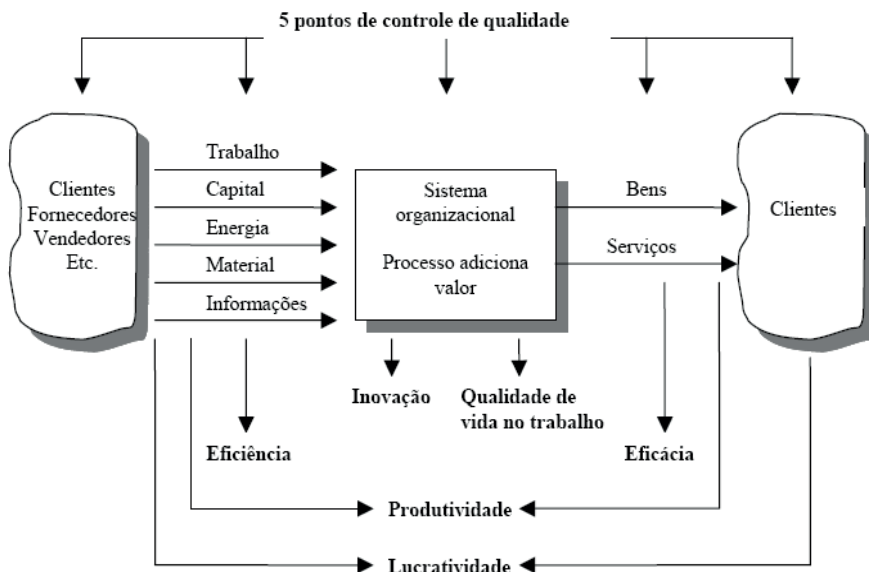 5 pontos de controle de qualidade
Clientes
Fornecedores
Vendedores
Etc.
Trabalho
Capital
Energia
Material
Informações
Sistema
organizacional
Processo adiciona
valor
Bens
Serviços
Clientes
Inovação
Qualidade de
vida no trabalho
Eficiência
Eficácia
Produtividade
Lucratividade